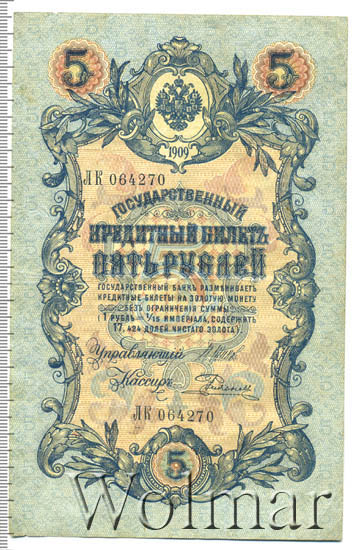 5 5
1909
ЛК 064270
ГОСУДАРСТВЕННЫЙ
КРЕДИТНЫЙ БИЛЕТЪ
ПЯТЬ РУБЛЕЙ
ГОСУДАРСТВЕННЫЙ БАНКЪ РАЗМѢНИВАЕТЪ
КРЕДИТНЫЕ БИЛЕТЫ НА ЗОЛОТУЮ МОНЕТУ
БЕЗЪ ОГРАНИЧЕНІЯ СУММЫ
(1 РУБЛЬ = 1/15 ИМПЕРІАЛА, СОДЕРЖИТЪ
17,424 ДОЛЕЙ ЧИСТАГО ЗОЛОТА).
Управляющій
Кассиръ
ЛК 064270
5
Wolmar